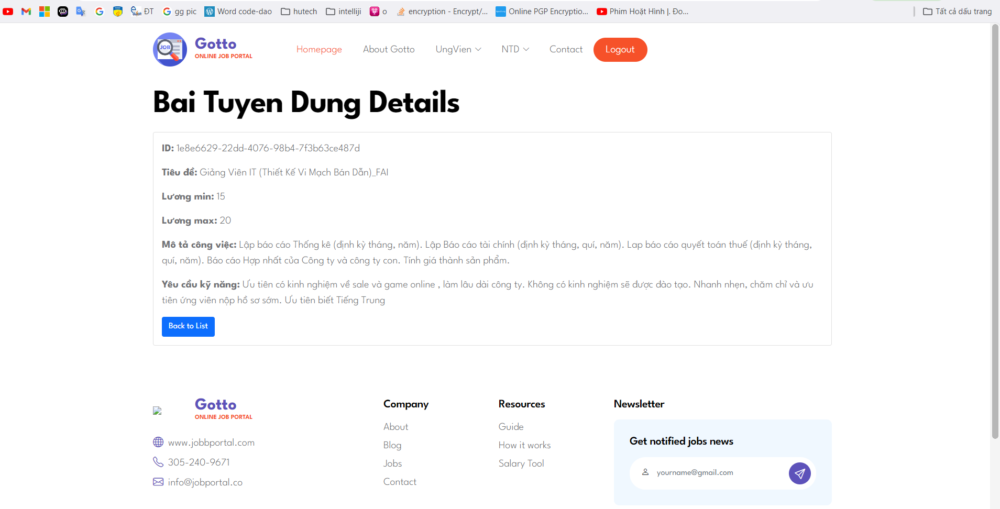 ĐT
gg pic
Word code-dao
hutech
intelliji
o
encryption - Encrypt/...
Online PGP Encryptio...
Phim Hoạt Hình |. Đo...
Tất cả dấu trang
JOB
Gotto
ONLINE JOB PORTAL
Homepage
About Gotto
UngVien
NTD
Contact
Logout
Bai Tuyen Dung Details
ID: 1e8e6629-22dd-4076-98b4-7f3b63ce487d
Tiêu đề: Giảng Viên IT (Thiết Kế Vi Mạch Bán Dẫn)_FAI
Lương min: 15
Lương max: 20
Mô tả công việc: Lập báo cáo Thống kê (định kỳ tháng, năm). Lập Báo cáo tài chính (định kỳ tháng, quí, năm). Lap báo cáo quyết toán thuế (định kỳ tháng,
quí, năm). Báo cáo Hợp nhất của Công ty và công ty con. Tính giá thành sản phẩm.
Yêu cầu kỹ năng: Ưu tiên có kinh nghiệm về sale và game online , làm lâu dài công ty. Không có kinh nghiệm sẽ được đào tạo. Nhanh nhẹn, chăm chỉ và ưu
tiên ứng viên nộp hồ sơ sớm. Ưu tiên biết Tiếng Trung
Back to List
Gotto
ONLINE JOB PORTAL
www.jobbportal.com
305-240-9671
info@jobportal.co
Company
About
Blog
Jobs
Contact
Resources
Guide
How it works
Salary Tool
Newsletter
Get notified jobs news
yourname@gmail.com